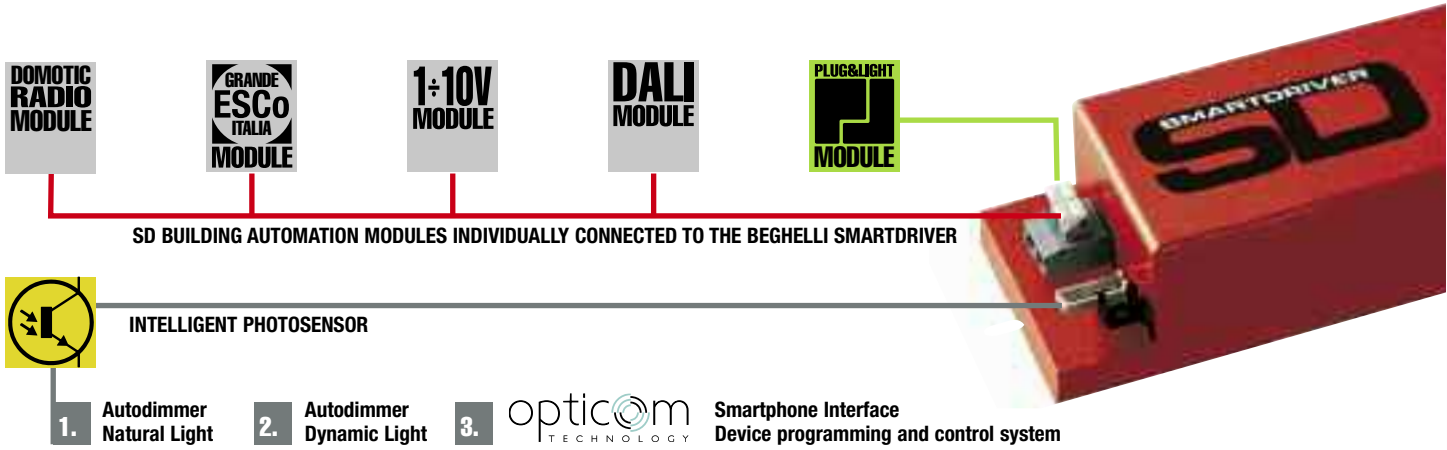 DOMOTIC
RADIO
MODULE
GRANDE
ESCo
ITALIA
MODULE
1÷10V
MODULE
DALI
MODULE
PLUG&LIGHT
MODULE
SMARTDRIVER
SD
SD BUILDING AUTOMATION MODULES INDIVIDUALLY CONNECTED TO THE BEGHELLI SMARTDRIVER
INTELLIGENT PHOTOSENSOR
1.
Autodimmer
Natural Light
2.
Autodimmer
Dynamic Light
3.
opticom
TECHNOLOGY
Smartphone Interface
Device programming and control system